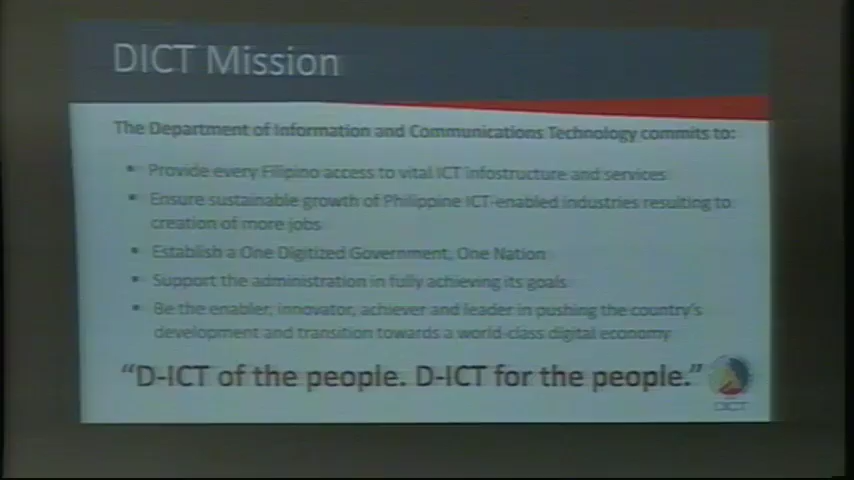 DICT Mission
The Department of Information and Communications Technology commits to:
• Provide every Filipino access to vital ICT infostructure and services
• Ensure sustainable growth of Philippine ICT-enabled industries resulting to
creation of more jobs
• Establish a One Digitized Government, One Nation
• Support the administration in fully achieving its goals
• Be the enabler, innovator, achiever and leader in pushing the country's
development and transition towards a world-class digital economy
"D-ICT of the people. D-ICT for the people."
DICT